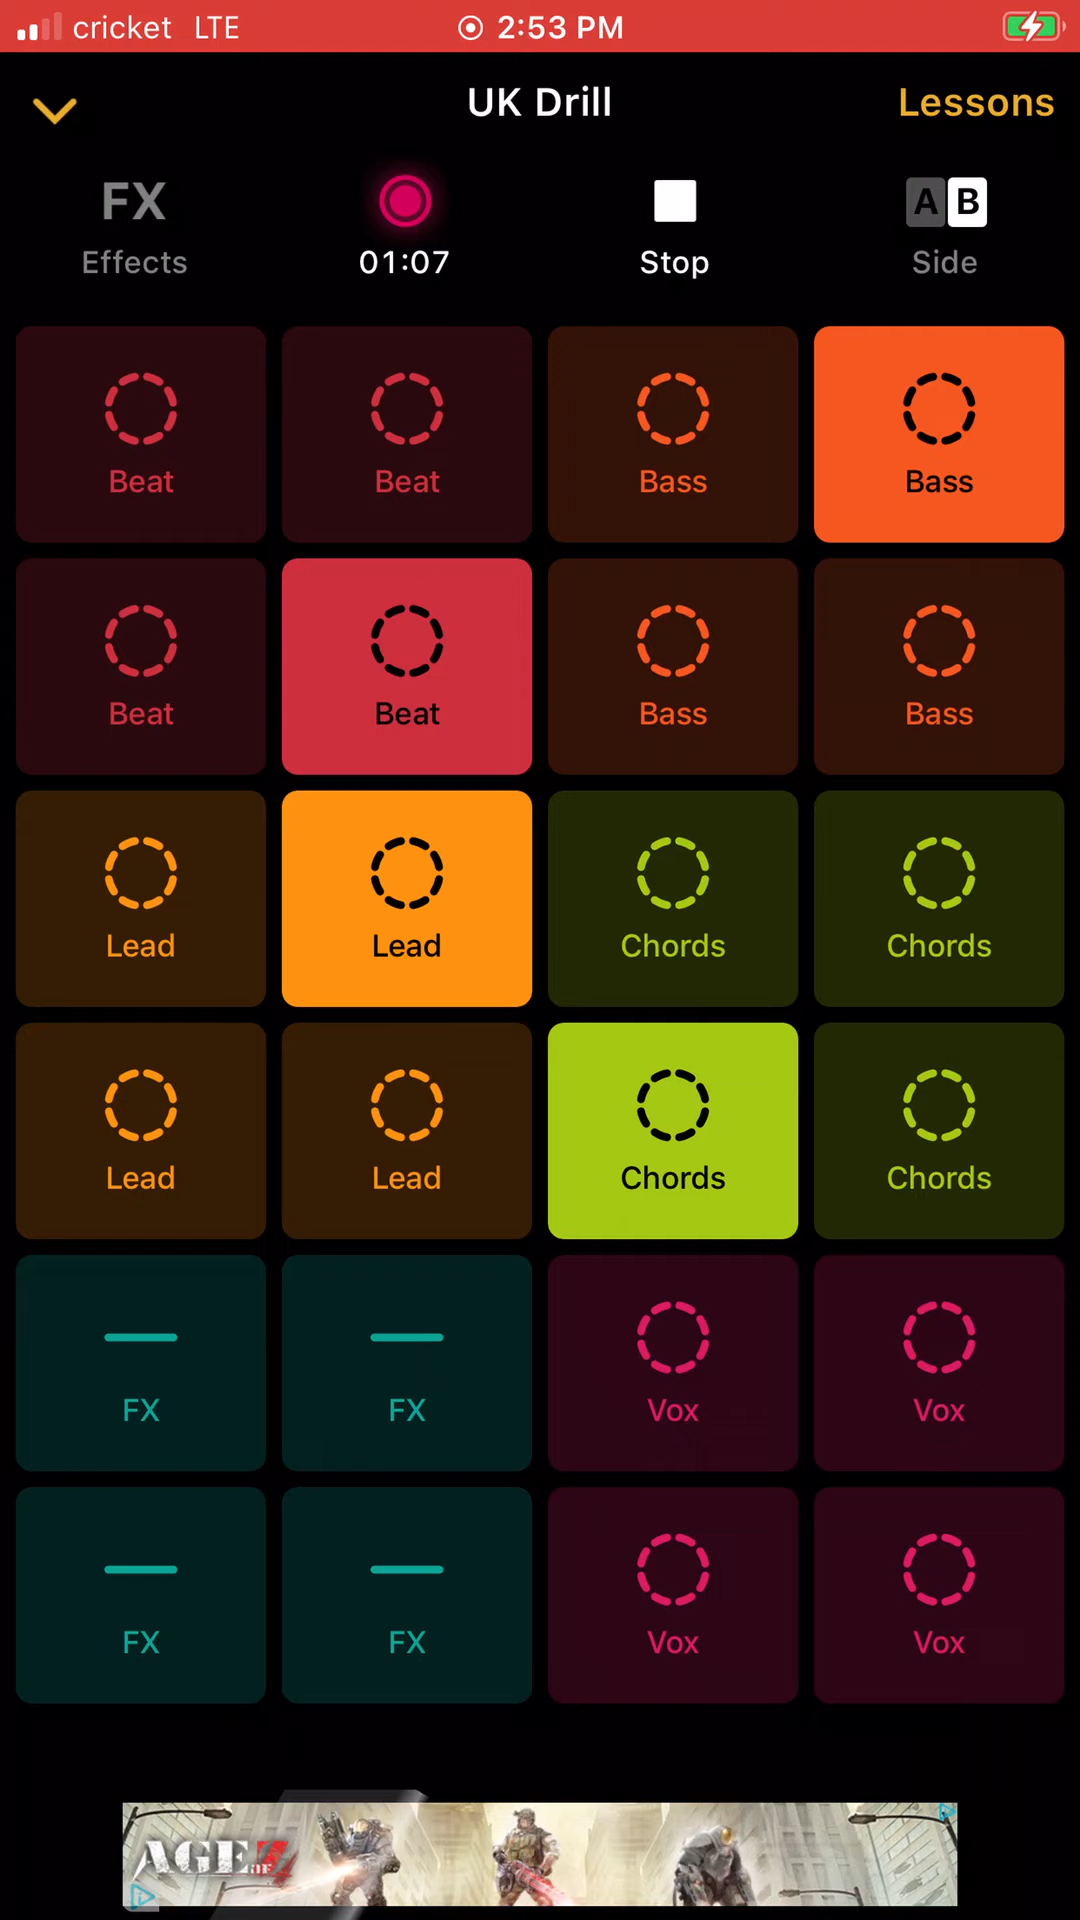 cricket LTE 2:53 PM
UK Drill Lessons
FX A B
Effects 01:07 Stop Side
Beat Beat Bass Bass
Beat Beat Bass Bass
Lead Lead Chords Chords
Lead Lead Chords Chords
FX FX Vox Vox
FX FX Vox Vox
AGE OF Z